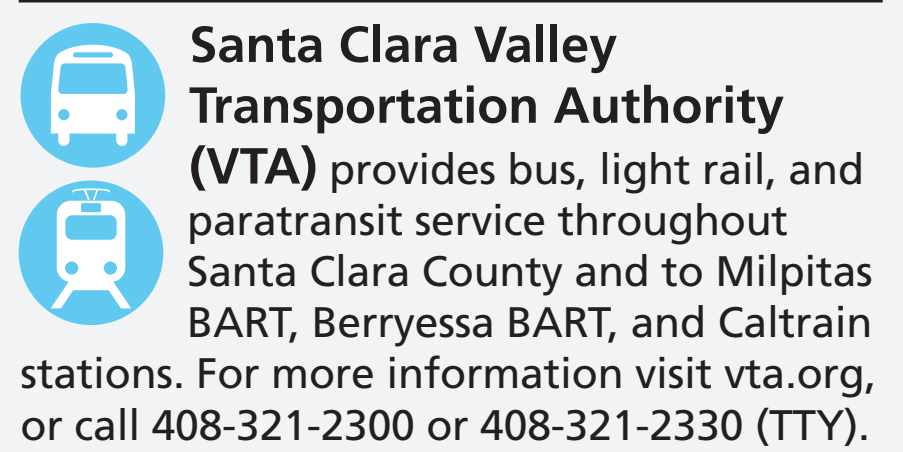 Santa Clara Valley
Transportation Authority
(VTA) provides bus, light rail, and
paratransit service throughout
Santa Clara County and to Milpitas
BART, Berryessa BART, and Caltrain
stations. For more information visit vta.org,
or call 408-321-2300 or 408-321-2330 (TTY).